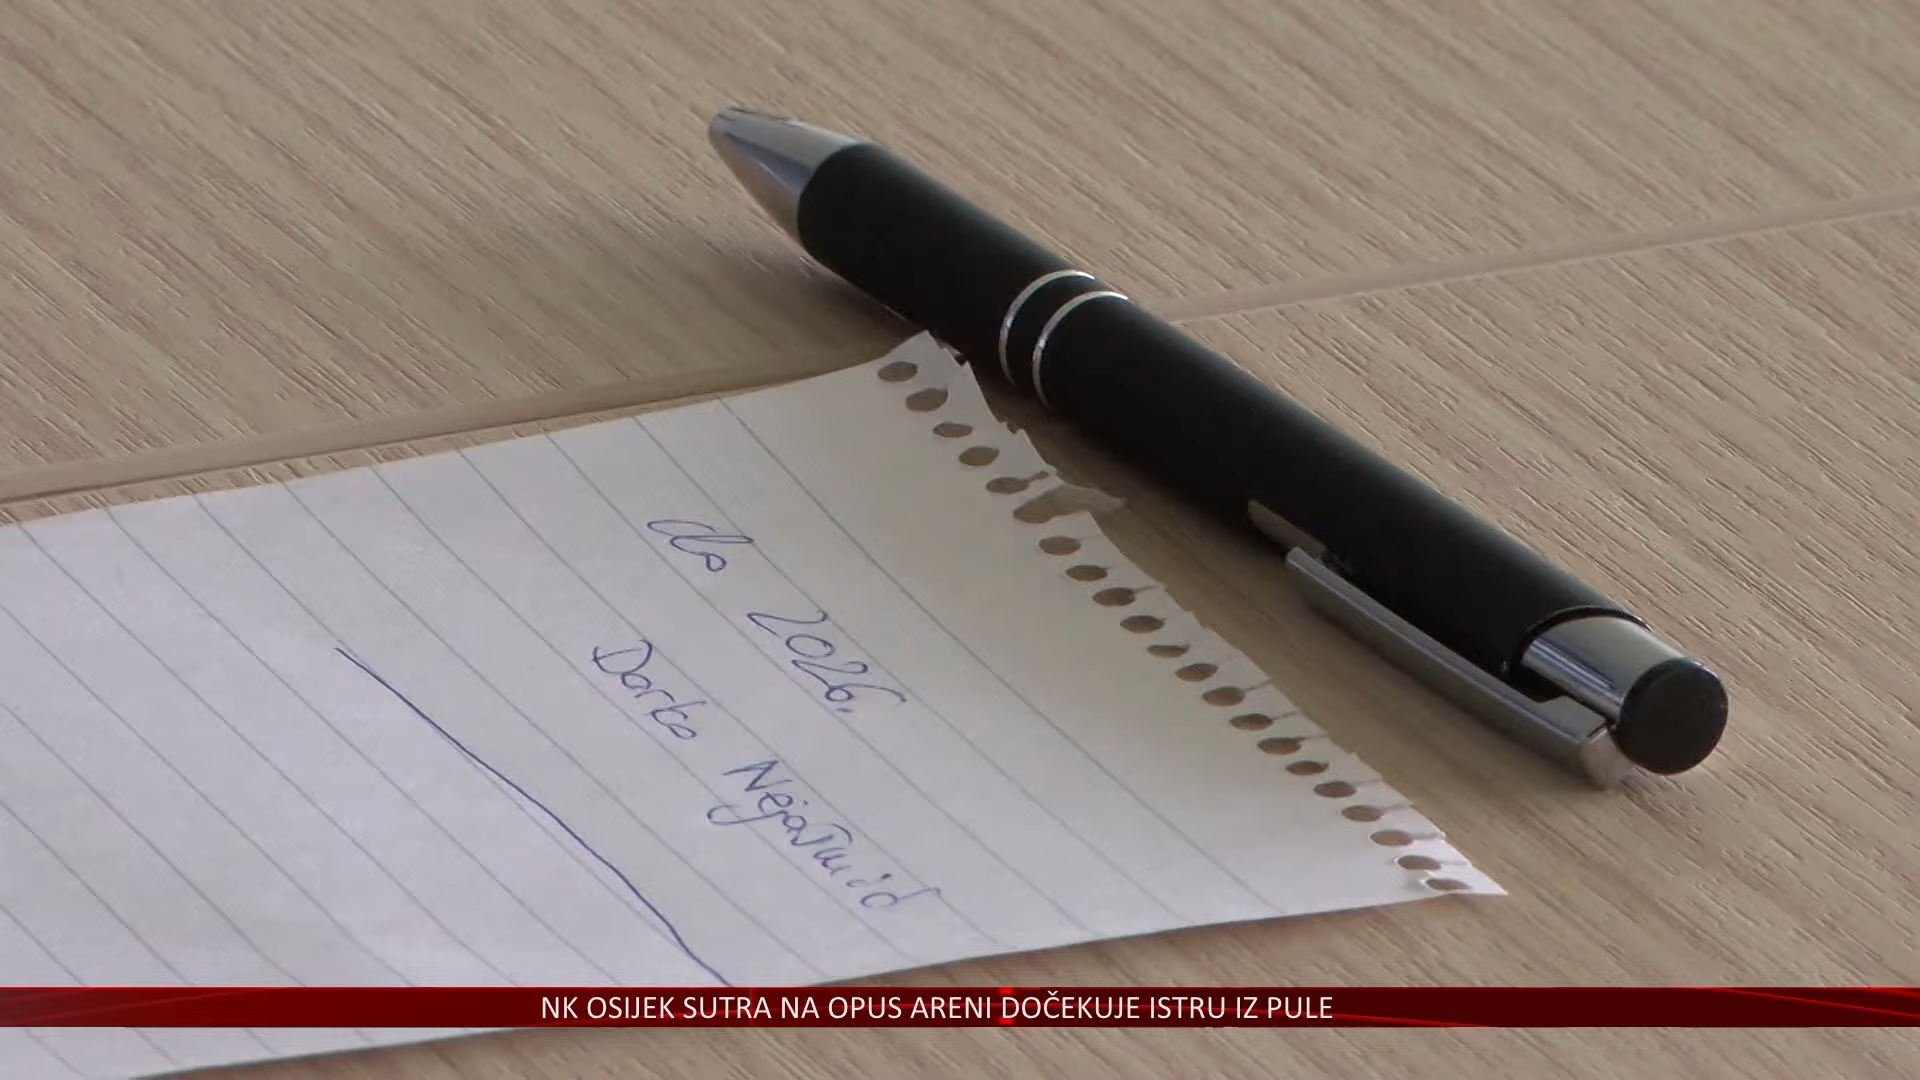 do 2026.
Darko Nejašmić
NK OSIJEK SUTRA NA OPUS ARENI DOČEKUJE ISTRU IZ PULE